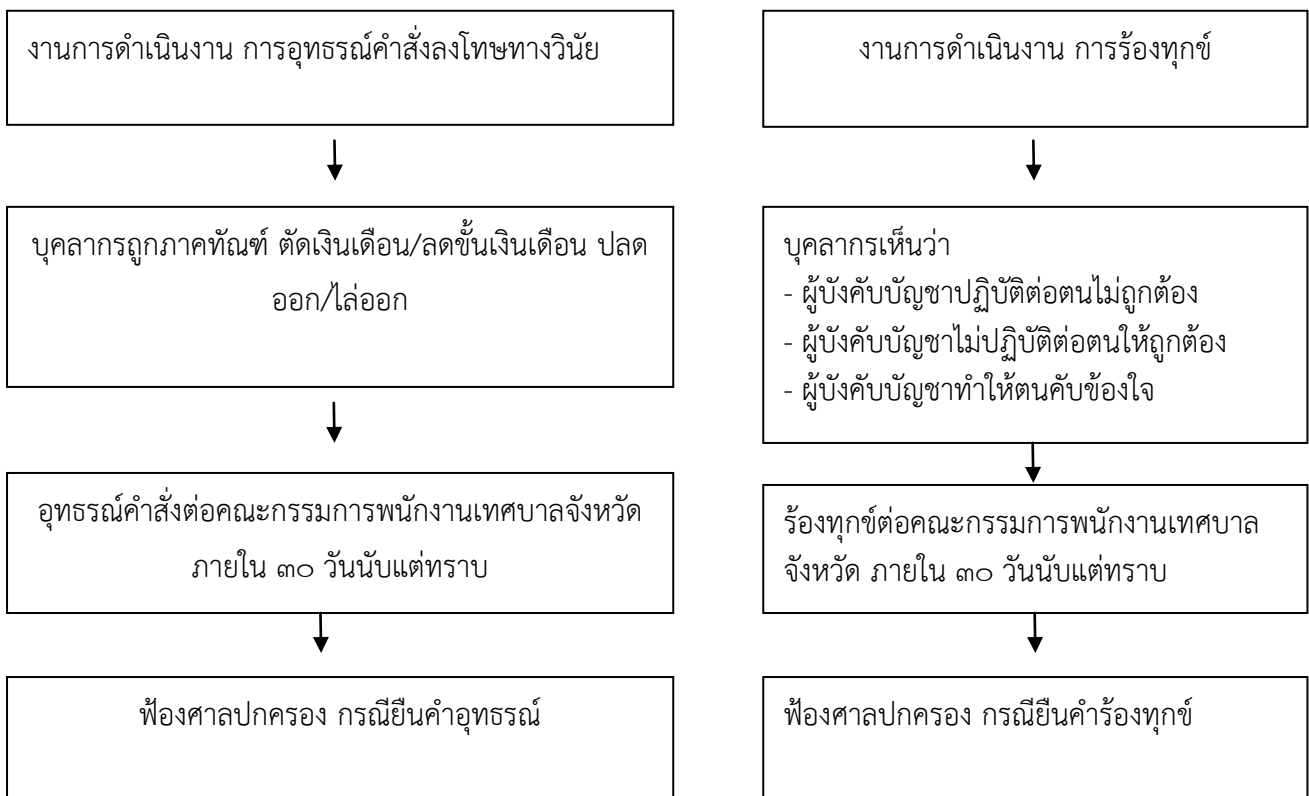 งานการดำเนินงาน การอุทธรณ์คำสั่งลงโทษทางวินัย
บุคลากรถูกภาคทัณฑ์ ตัดเงินเดือน/ลดขั้นเงินเดือน ปลด
ออก/ไล่ออก
อุทธรณ์คำสั่งต่อคณะกรรมการพนักงานเทศบาลจังหวัด
ภายใน ๓๐ วันนับแต่ทราบ
ฟ้องศาลปกครอง กรณียืนคำอุทธรณ์
งานการดำเนินงาน การร้องทุกข์
บุคลากรเห็นว่า
- ผู้บังคับบัญชาปฏิบัติต่อตนไม่ถูกต้อง
- ผู้บังคับบัญชาไม่ปฏิบัติต่อตนให้ถูกต้อง
- ผู้บังคับบัญชาทำให้ตนคับข้องใจ
ร้องทุกข์ต่อคณะกรรมการพนักงานเทศบาล
จังหวัด ภายใน ๓๐ วันนับแต่ทราบ
ฟ้องศาลปกครอง กรณียืนคำร้องทุกข์